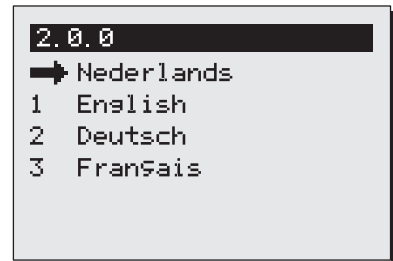 2.0.0
➡ Nederlands
1 English
2 Deutsch
3 Français